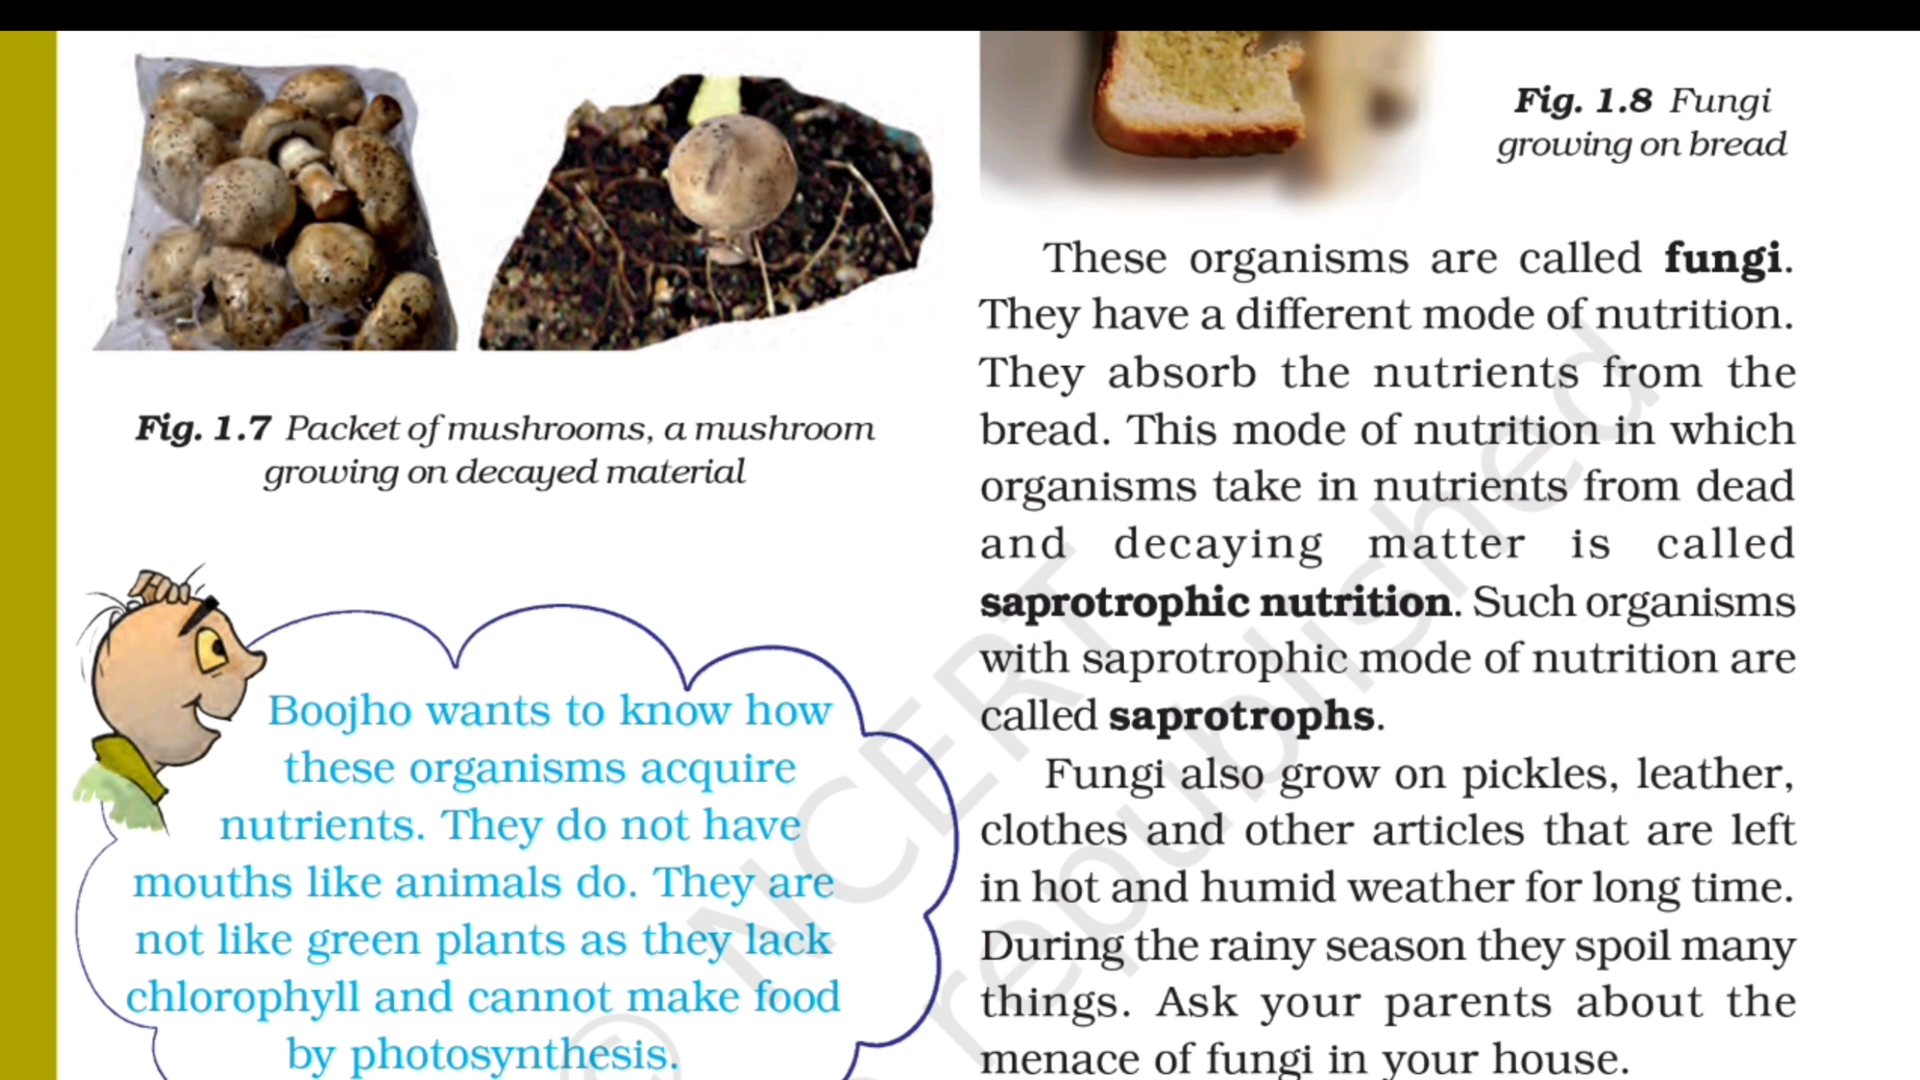 Fig. 1.7 Packet of mushrooms, a mushroom
growing on decayed material
Boojho wants to know how
these organisms acquire
nutrients. They do not have
mouths like animals do. They are
not like green plants as they lack
chlorophyll and cannot make food
by photosynthesis.
Fig. 1.8 Fungi
growing on bread
These organisms are called fungi.
They have a different mode of nutrition.
They absorb the nutrients from the
bread. This mode of nutrition in which
organisms take in nutrients from dead
and decaying matter is called
saprotrophic nutrition. Such organisms
with saprotrophic mode of nutrition are
called saprotrophs.
Fungi also grow on pickles, leather,
clothes and other articles that are left
in hot and humid weather for long time.
During the rainy season they spoil many
things. Ask your parents about the
menace of fungi in your house.
© NCERT
republished